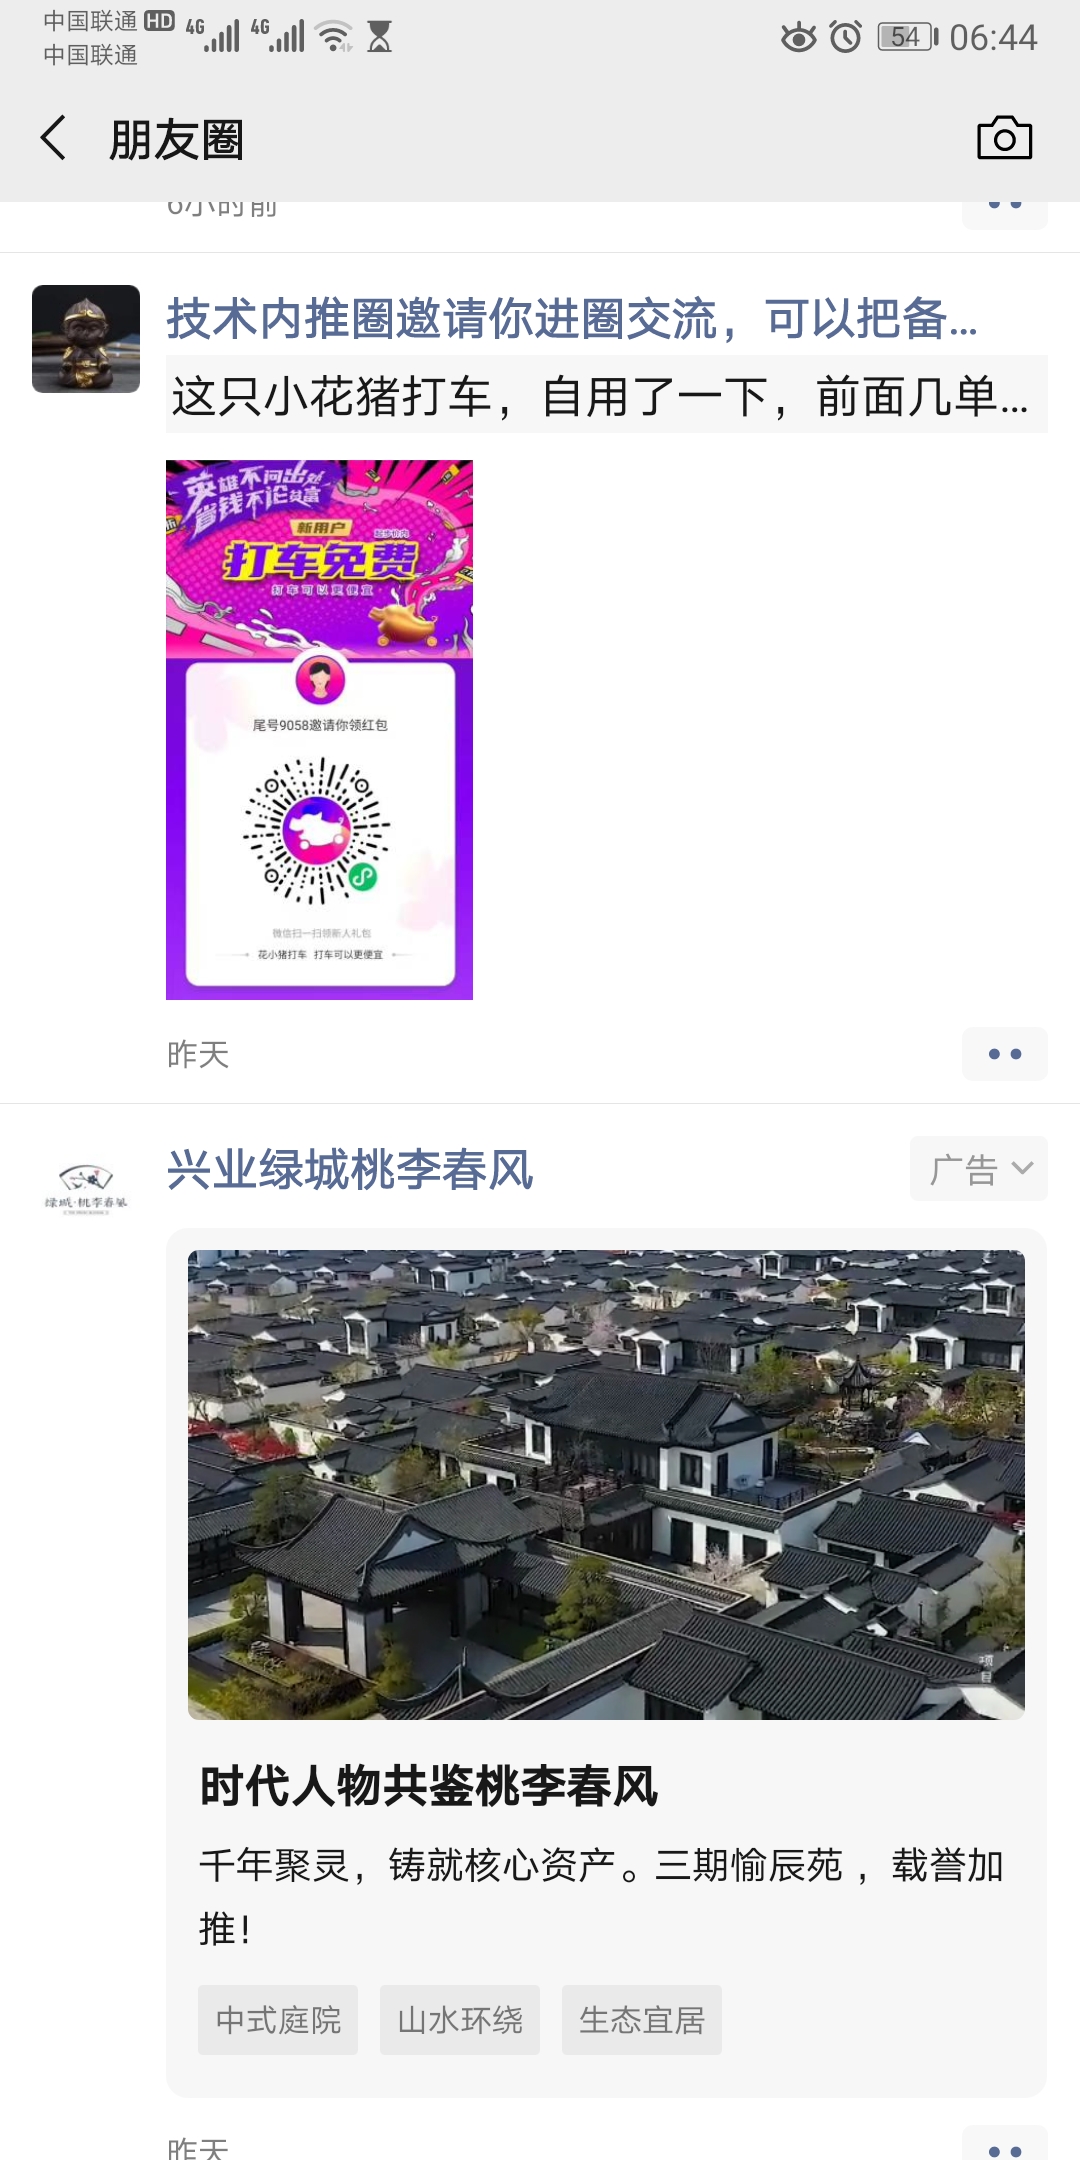 中国联通 HD 4G 4G 54 06:44
中国联通
朋友圈
6小时前
技术内推圈邀请你进圈交流，可以把备...
这只小花猪打车，自用了一下，前面几单...
英雄不问出处
省钱不论贫富
新用户
打车免费
打车可以更便宜
尾号9058邀请你领红包
微信扫一扫领新人礼包
花小猪打车 打车可以更便宜
昨天
兴业绿城桃李春风
广告
绿城·桃李春风
时代人物共鉴桃李春风
千年聚灵，铸就核心资产。三期愉辰苑，载誉加
推！
中式庭院 山水环绕 生态宜居
昨天